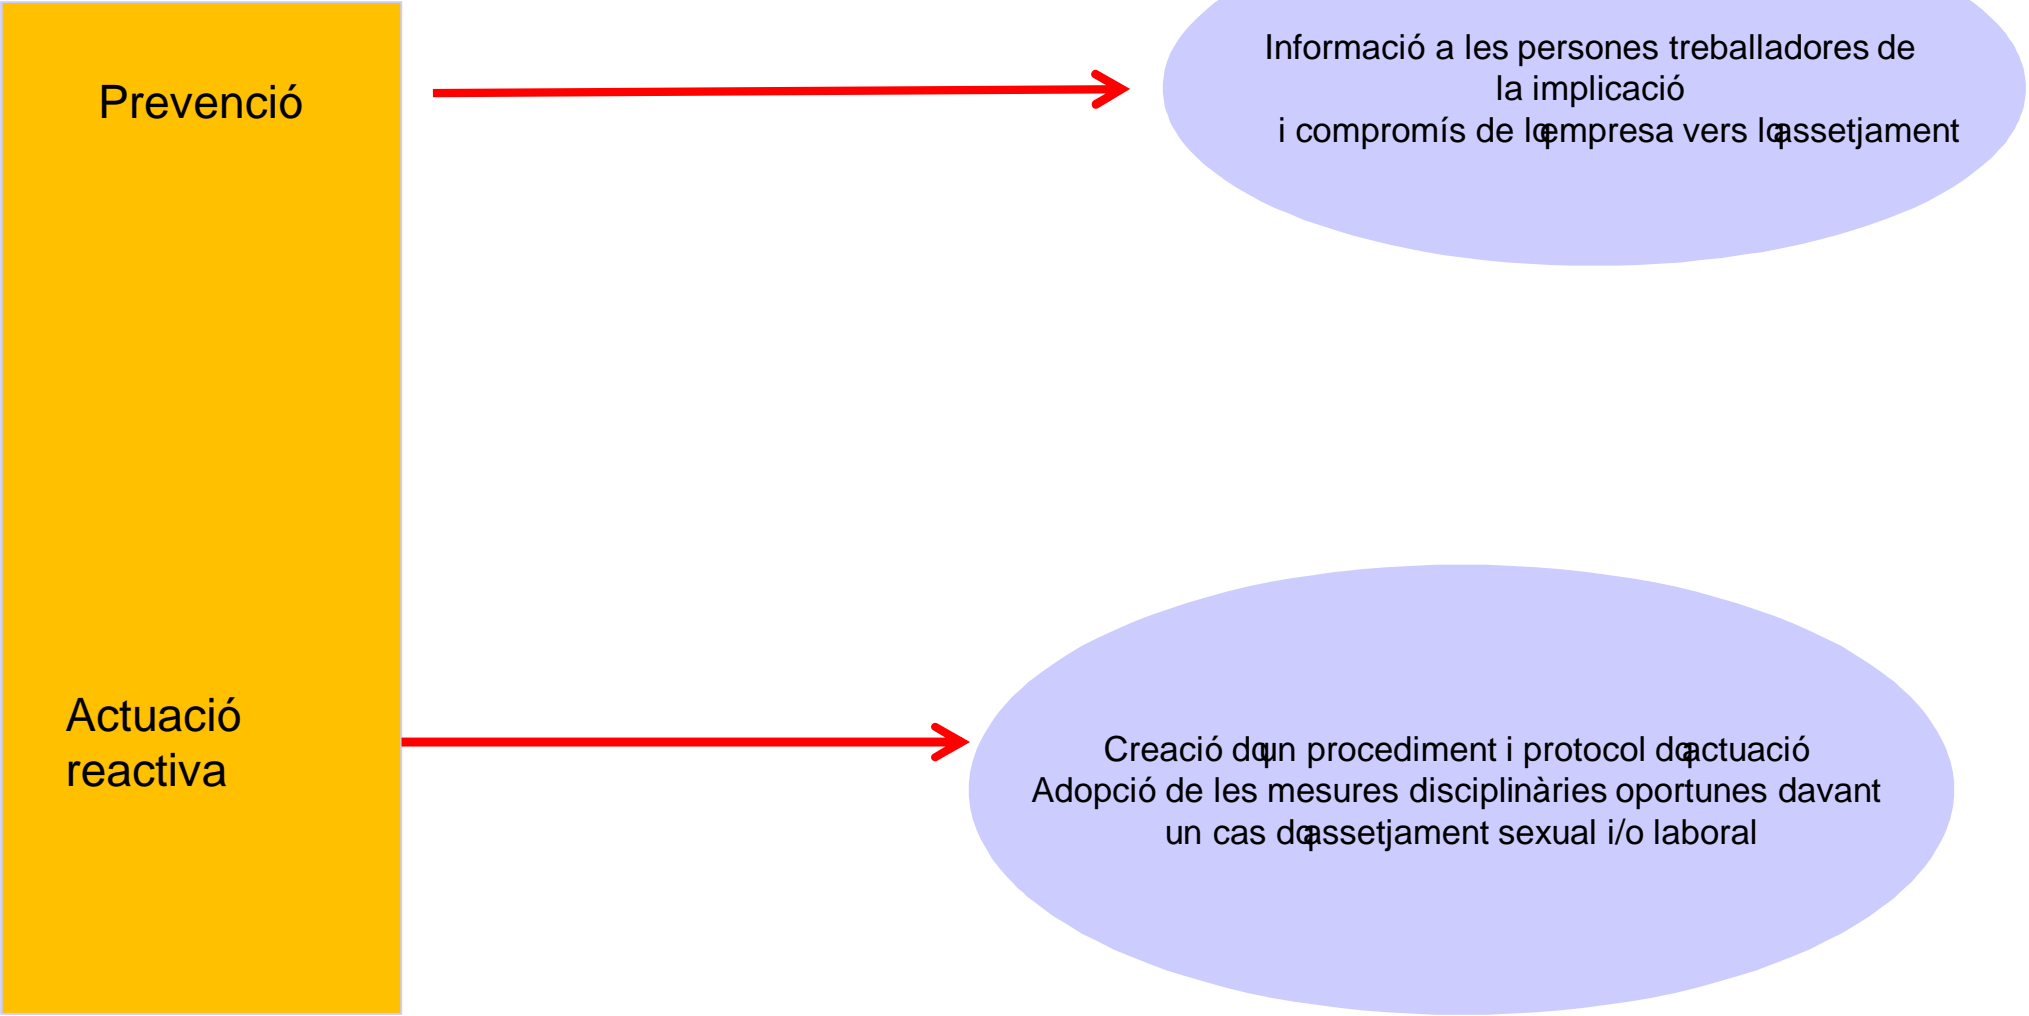 Prevenció
Informació a les persones treballadores de
la implicació
i compromís de lqempresa vers lqassetjament
Actuació
reactiva
Creació dqun procediment i protocol dqactuació
Adopció de les mesures disciplinàries oportunes davant
un cas dqassetjament sexual i/o laboral